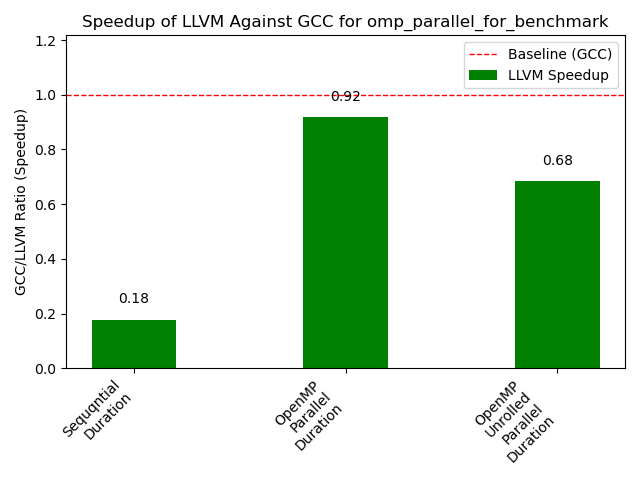 Speedup of LLVM Against GCC for omp_parallel_for_benchmark
GCC/LLVM Ratio (Speedup)
1.2
1.0
0.8
0.6
0.4
0.2
0.0
Baseline (GCC)
LLVM Speedup
0.18
0.92
0.68
Sequqntial
Duration
OpenMP
Parallel
Duration
OpenMP
Unrolled
Parallel
Duration